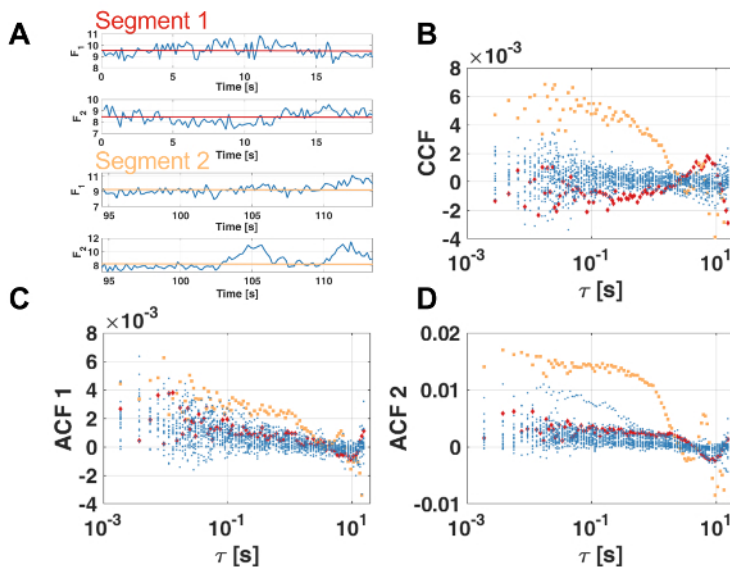 A
Segment 1
F1
11
10
9
8
0
5
10
15
Time [s]
F2
10
9
8
7
0
5
10
15
Time [s]
Segment 2
F1
11
9
7
95
100
105
110
Time [s]
F2
12
10
8
95
100
105
110
Time [s]
B
×10-3
CCF
8
6
4
2
0
-2
-4
10-3
10-1
101
τ [s]
C
×10-3
ACF 1
8
6
4
2
0
-2
-4
10-3
10-1
101
τ [s]
D
ACF 2
0.02
0.01
0
-0.01
10-3
10-1
101
τ [s]